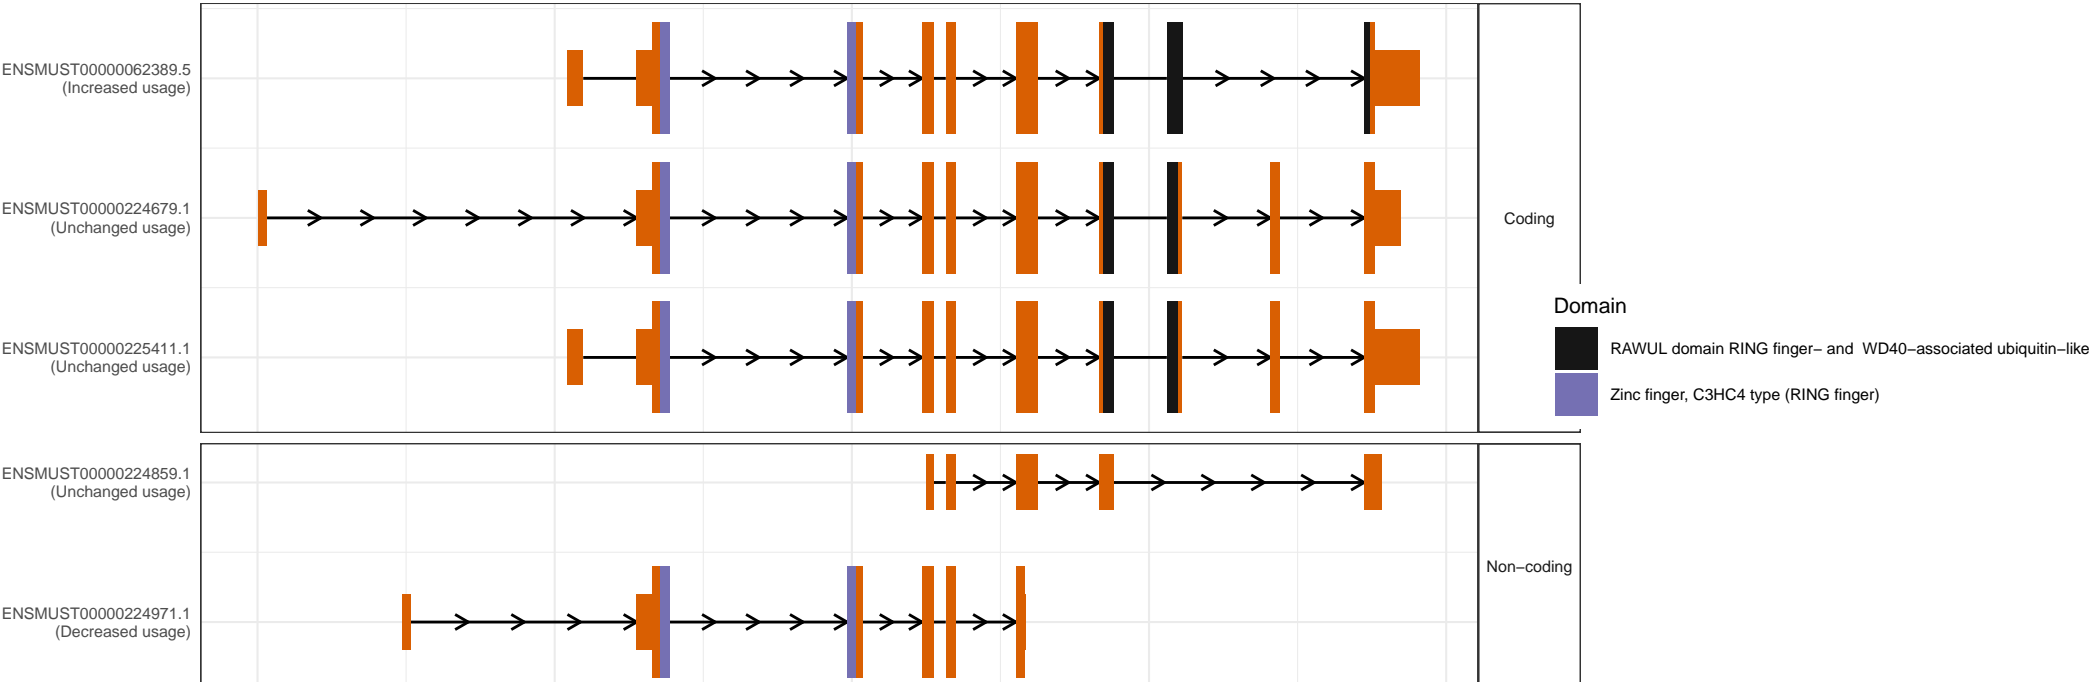 ENSMUST00000062389.5
(Increased usage)
ENSMUST00000224679.1
(Unchanged usage)
Coding
ENSMUST00000225411.1
(Unchanged usage)
Domain
RAWUL domain RING finger− and  WD40−associated ubiquitin−like
Zinc finger, C3HC4 type (RING finger)
ENSMUST00000224859.1
(Unchanged usage)
Non−coding
ENSMUST00000224971.1
(Decreased usage)